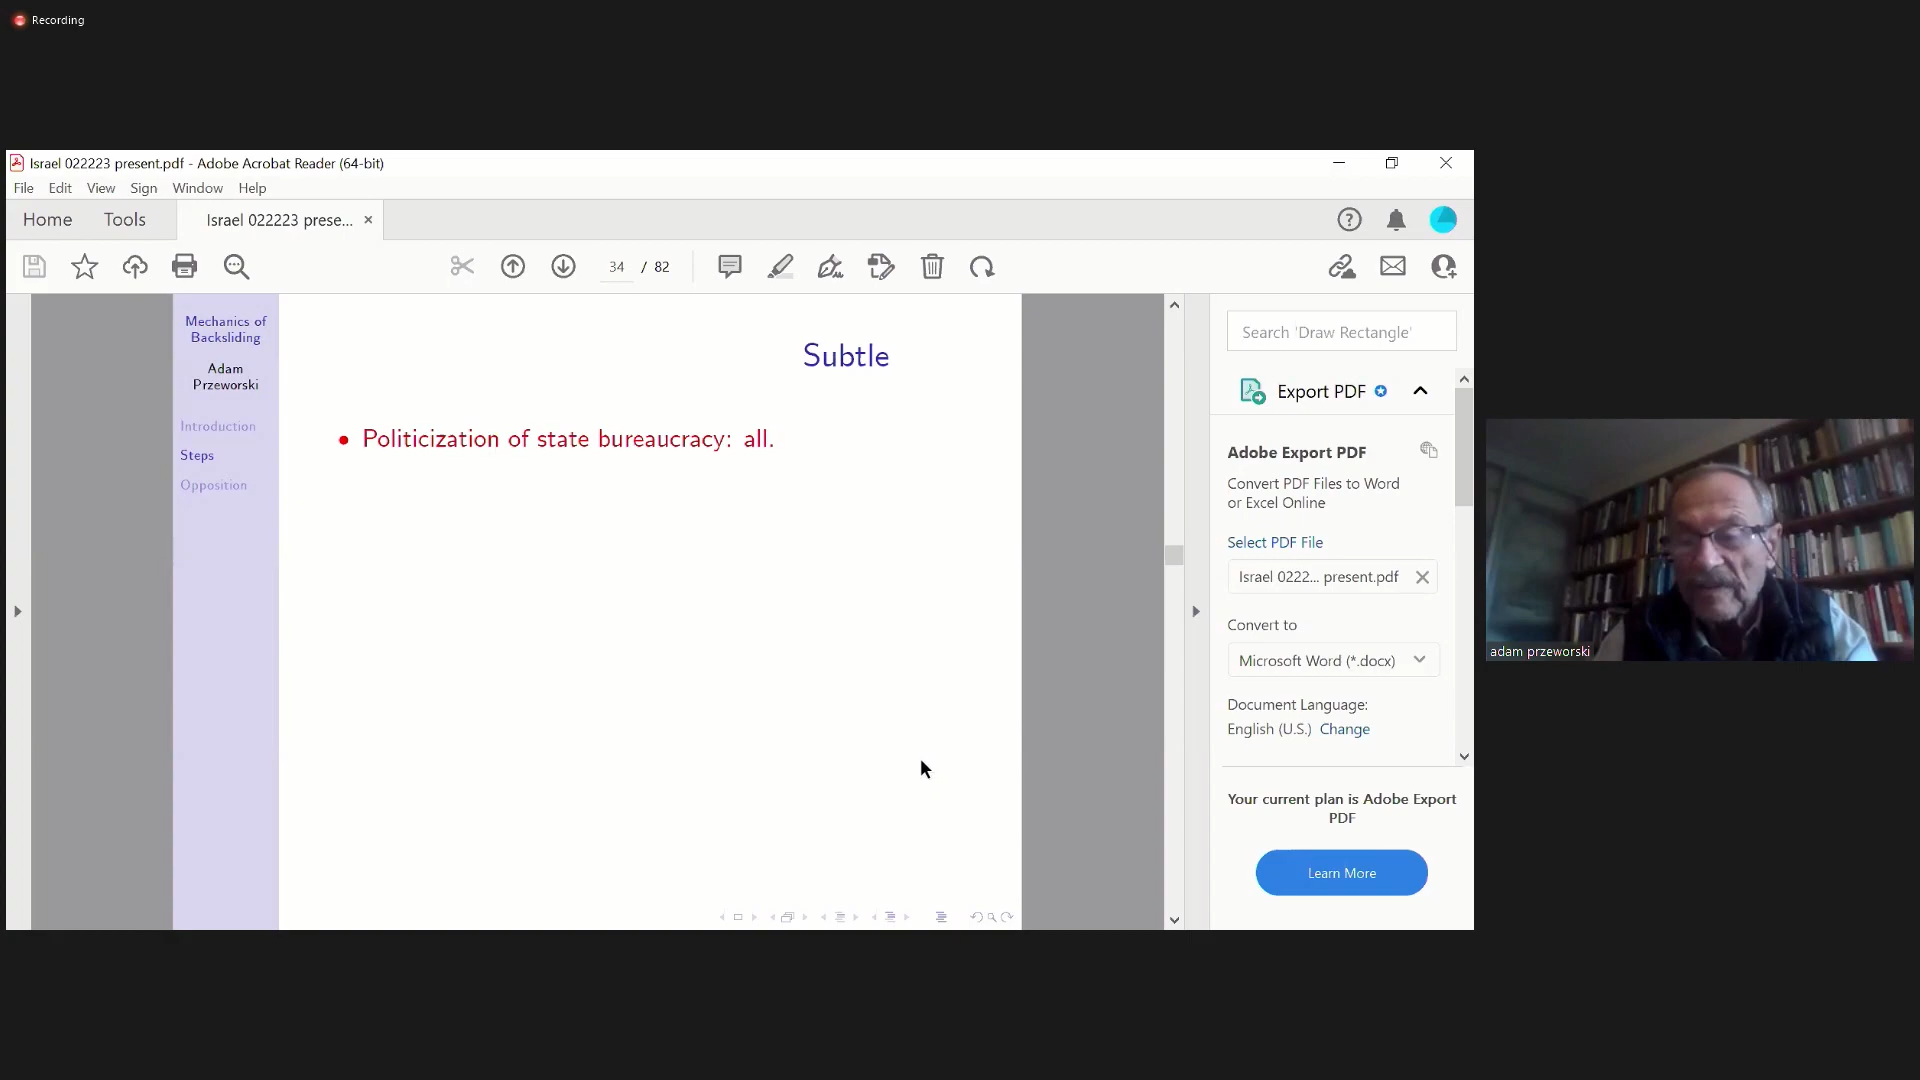 Recording
Israel 022223 present.pdf - Adobe Acrobat Reader (64-bit)
File Edit View Sign Window Help
Home Tools Israel 022223 prese... ×
34 / 82
Mechanics of
Backsliding
Adam
Przeworski
Introduction
Steps
Opposition
Subtle
• Politicization of state bureaucracy: all.
Search 'Draw Rectangle'
Export PDF
Adobe Export PDF
Convert PDF Files to Word
or Excel Online
Select PDF File
Israel 0222... present.pdf
Convert to
Microsoft Word (*.docx)
Document Language:
English (U.S.) Change
Your current plan is Adobe Export
PDF
Learn More
adam przeworski